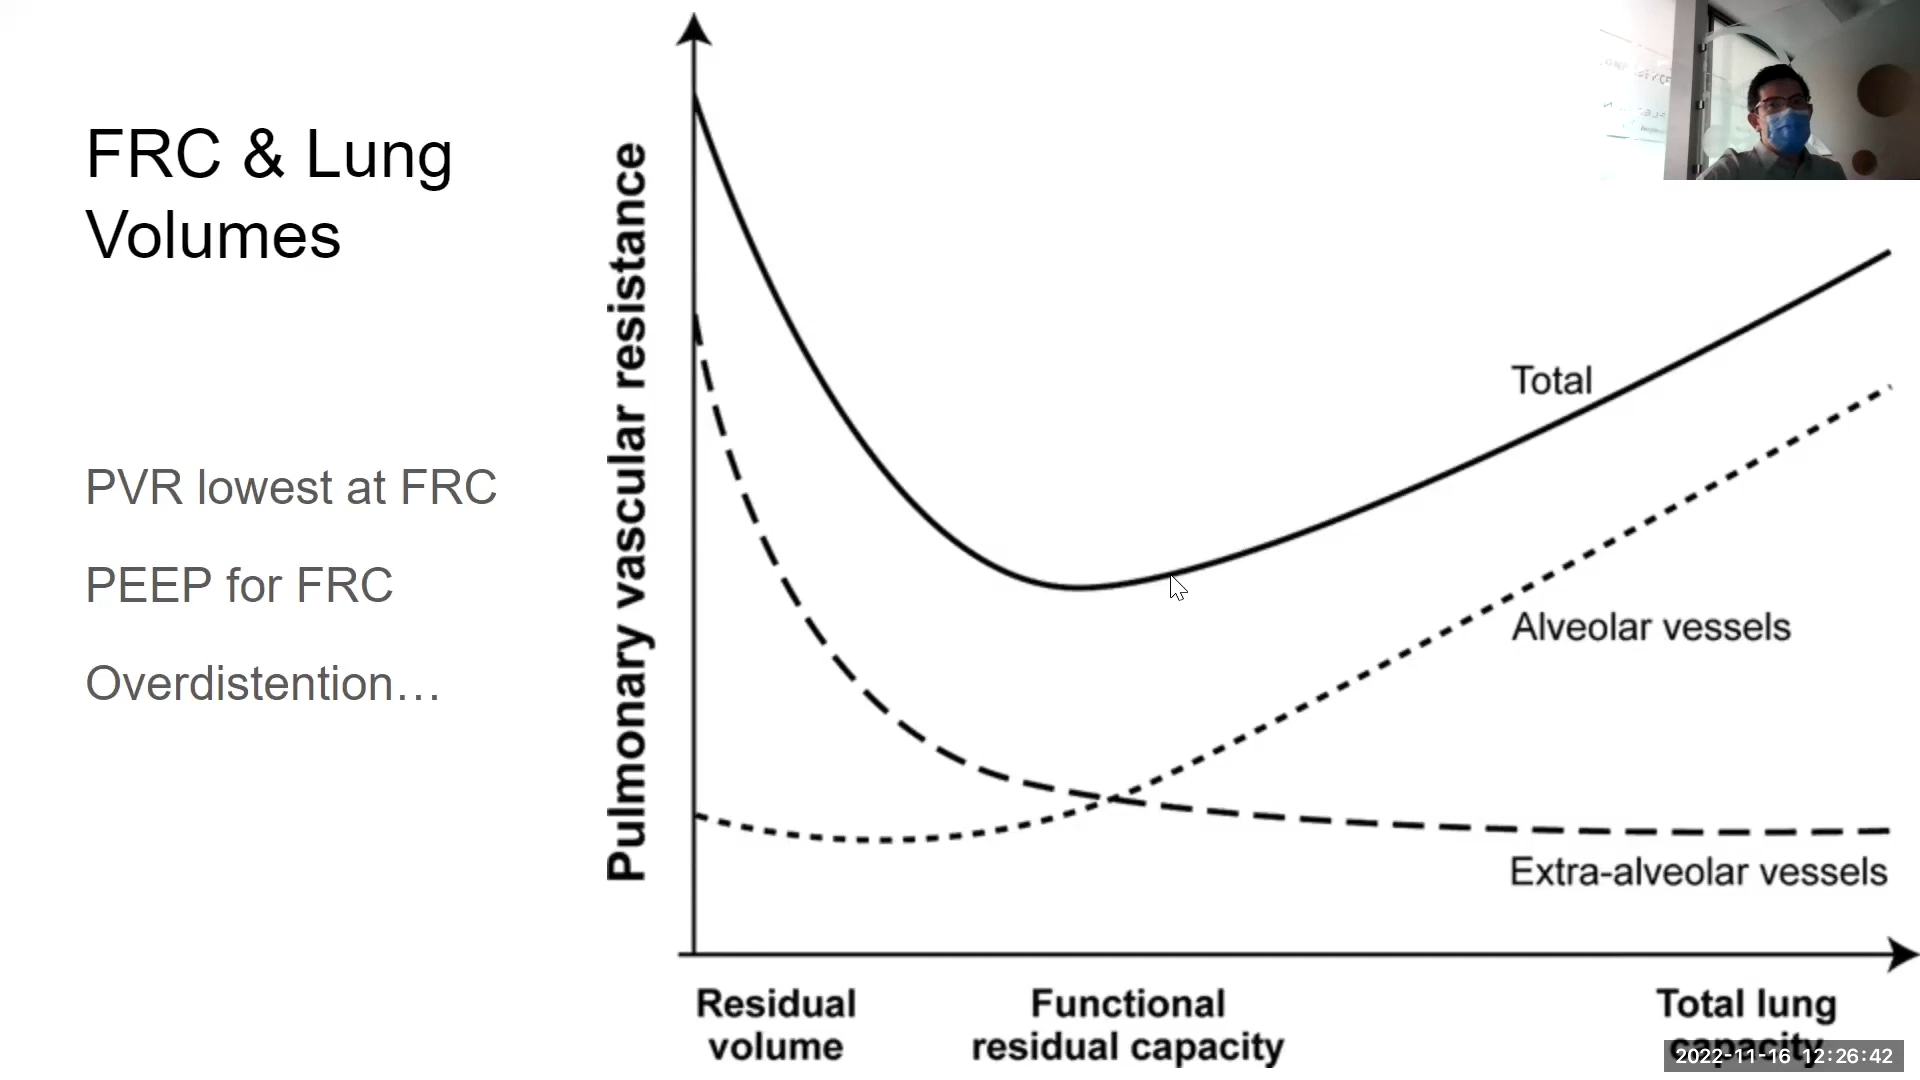 FRC & Lung
Volumes
PVR lowest at FRC
PEEP for FRC
Overdistention…
Pulmonary vascular resistance
Total
Alveolar vessels
Extra-alveolar vessels
Residual
volume
Functional
residual capacity
Total lung
capacity
2022-11-16 12:26:42